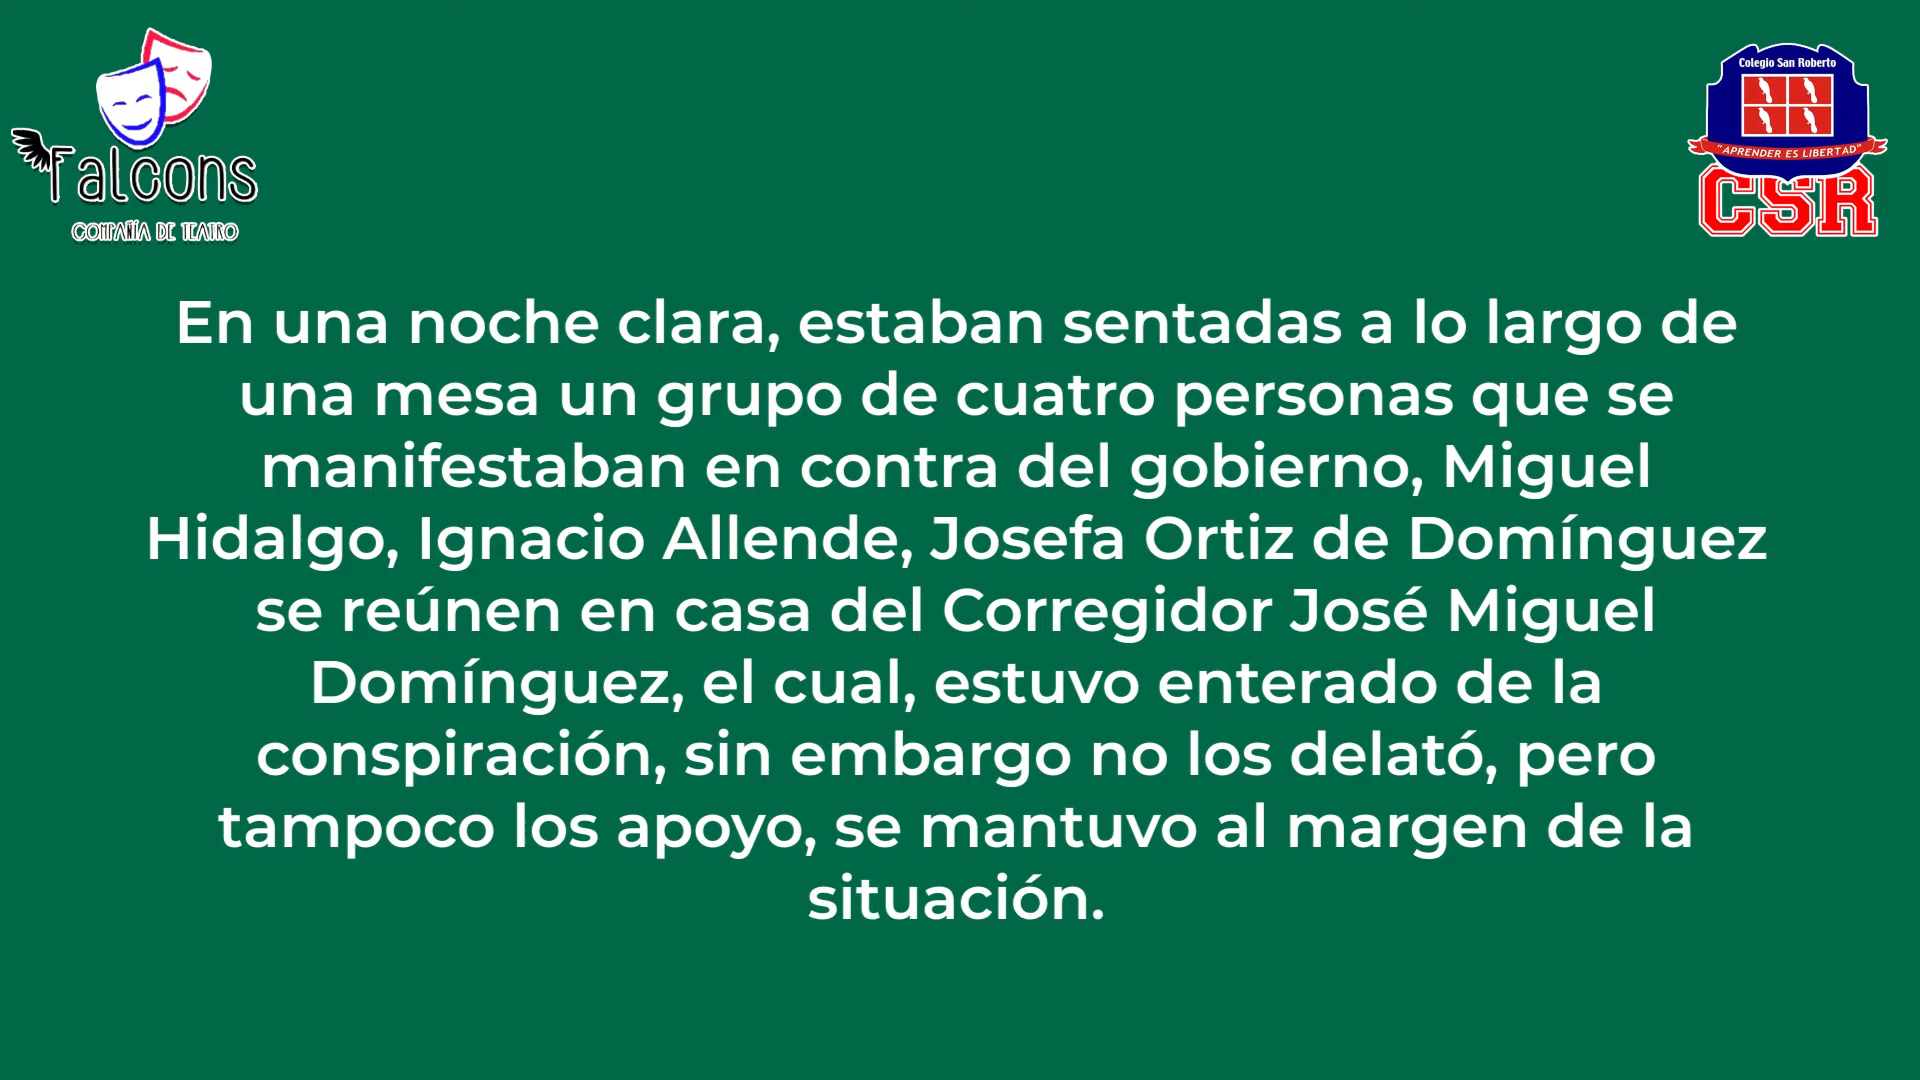 Falcons
COMPAÑÍA DE TEATRO
Colegio San Roberto
"APRENDER ES LIBERTAD"
CSR
En una noche clara, estaban sentadas a lo largo de
una mesa un grupo de cuatro personas que se
manifestaban en contra del gobierno, Miguel
Hidalgo, Ignacio Allende, Josefa Ortiz de Domínguez
se reúnen en casa del Corregidor José Miguel
Domínguez, el cual, estuvo enterado de la
conspiración, sin embargo no los delató, pero
tampoco los apoyo, se mantuvo al margen de la
situación.